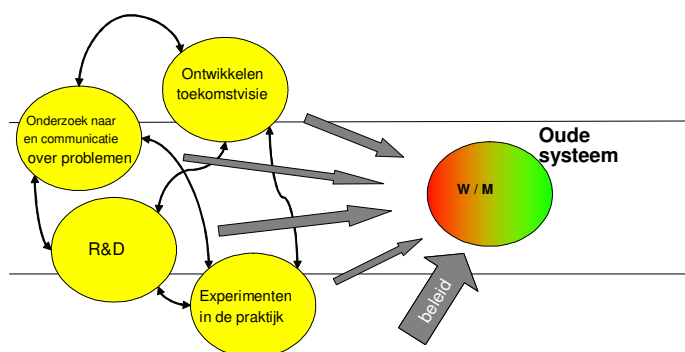 Ontwikkelen
toekomstvisie
Onderzoek naar
en communicatie
over problemen
Oude
systeem
W / M
R&D
Experimenten
in de praktijk
beleid